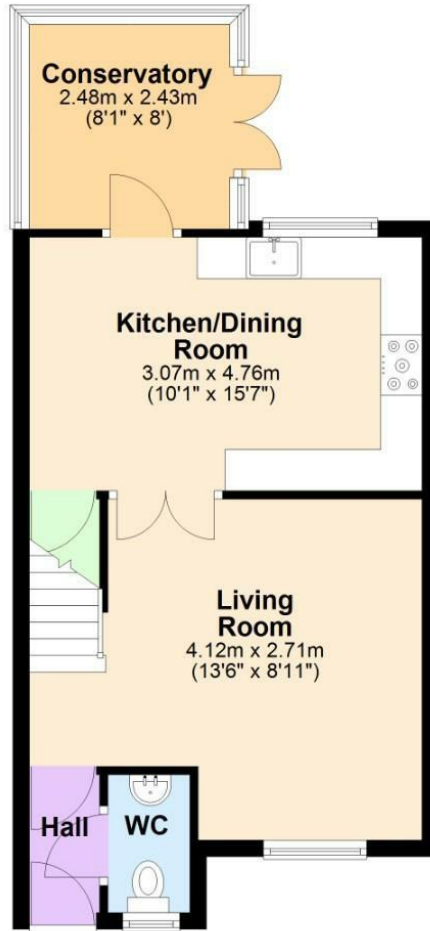 Conservatory
2.48m x 2.43m
(8'1" x 8')
Kitchen/Dining
Room
3.07m x 4.76m
(10'1" x 15'7")
Living
Room
4.12m x 2.71m
(13'6" x 8'11")
Hall
WC